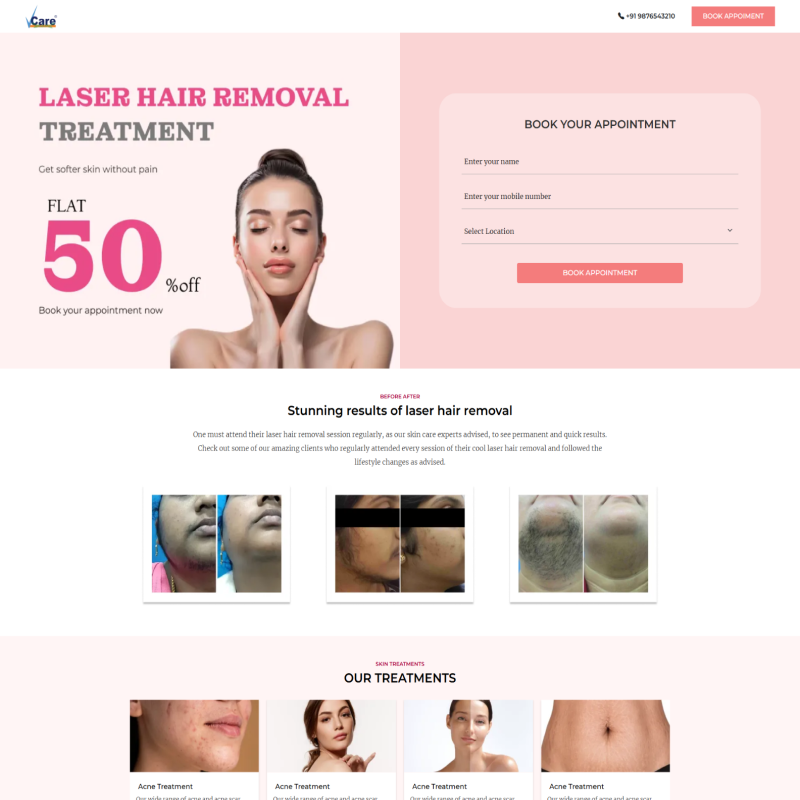 VCare
+91 9876543210
BOOK APPOIMENT
LASER HAIR REMOVAL
TREATMENT
Get softer skin without pain
FLAT
50
%off
Book your appointment now
BOOK YOUR APPOINTMENT
Enter your name
Enter your mobile number
Select Location
BOOK APPOINTMENT
BEFORE AFTER
Stunning results of laser hair removal
One must attend their laser hair removal session regularly, as our skin care experts advised, to see permanent and quick results.
Check out some of our amazing clients who regularly attended every session of their cool laser hair removal and followed the
lifestyle changes as advised.
SKIN TREATMENTS
OUR TREATMENTS
Acne Treatment
Acne Treatment
Acne Treatment
Acne Treatment
Our wide range of acne and acne scar
Our wide range of acne and acne scar
Our wide range of acne and acne scar
Our wide range of acne and acne scar